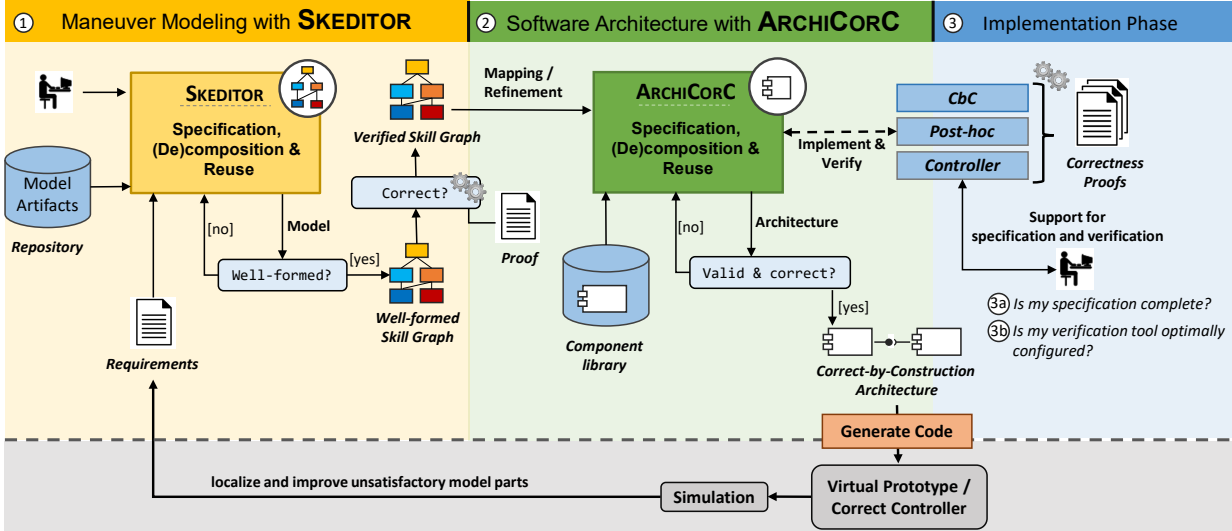 1 Maneuver Modeling with SKEDITOR
2 Software Architecture with ARCHICORC
3 Implementation Phase
SKEDITOR
Specification,
(De)composition &
Reuse
Model
Artifacts
Repository
[no]
Model
Well-formed?
[yes]
Requirements
Verified Skill Graph
Correct?
Proof
Well-formed
Skill Graph
Mapping /
Refinement
ARCHICORC
Specification,
(De)composition &
Reuse
[no]
Architecture
Valid & correct?
[yes]
Component
library
Correct-by-Construction
Architecture
Implement &
Verify
CbC
Post-hoc
Controller
Correctness
Proofs
Support for
specification and verification
3a Is my specification complete?
3b Is my verification tool optimally
configured?
Generate Code
Virtual Prototype /
Correct Controller
Simulation
localize and improve unsatisfactory model parts